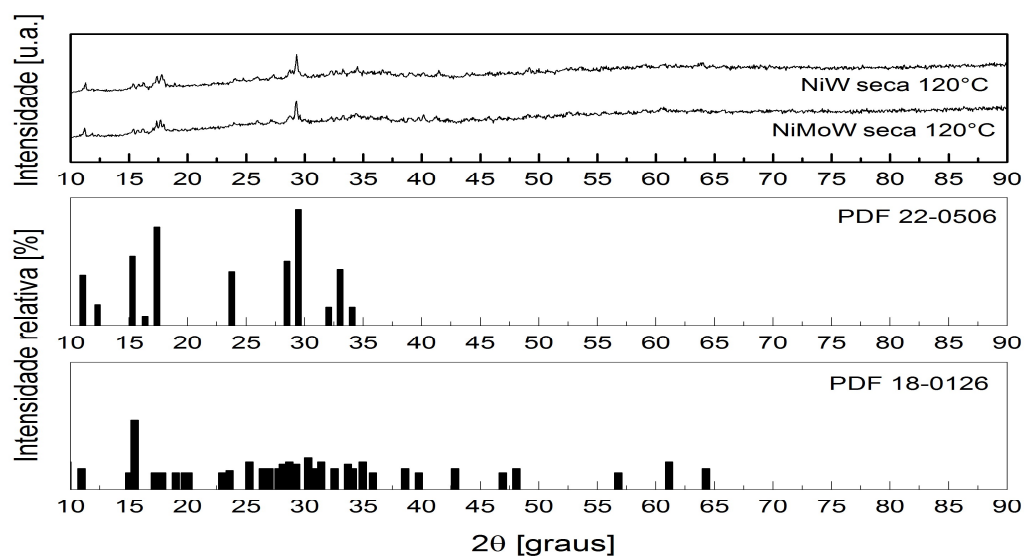 Intensidade [u.a.]
NiW seca 120°C
NiMoW seca 120°C
10 15 20 25 30 35 40 45 50 55 60 65 70 75 80 85 90
Intensidade relativa [%]
PDF 22-0506
10 15 20 25 30 35 40 45 50 55 60 65 70 75 80 85 90
PDF 18-0126
10 15 20 25 30 35 40 45 50 55 60 65 70 75 80 85 90
2θ [graus]